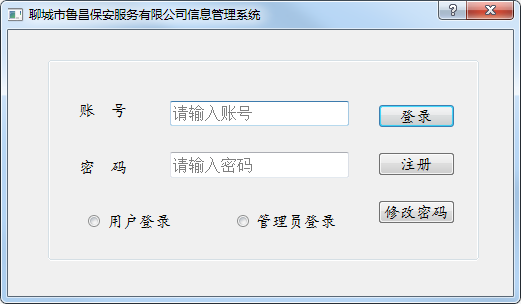 聊城市鲁昌保安服务有限公司信息管理系统
账 号 请输入账号 登录
密 码 请输入密码 注册
用户登录 管理员登录 修改密码